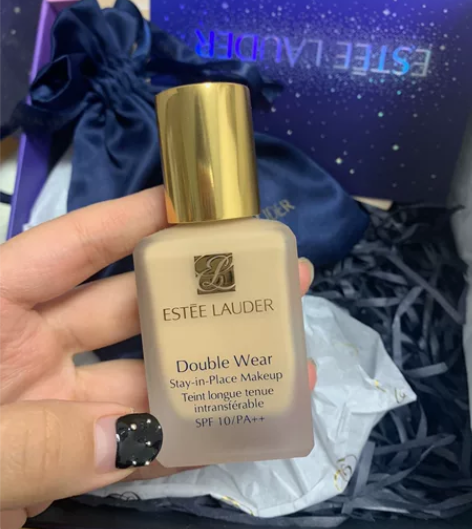 ESTĒE LAUDER
ESTĒE LAUDER
Double Wear
Stay-in-Place Makeup
Teint longue tenue
intransférable
SPF 10/PA++